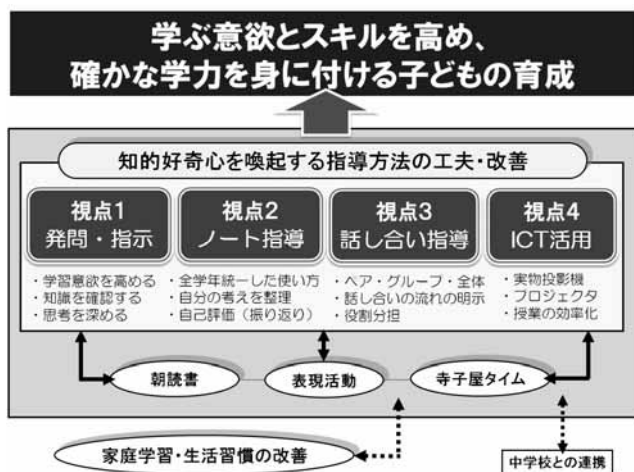 学ぶ意欲とスキルを高め、
確かな学力を身に付ける子どもの育成
知的好奇心を喚起する指導方法の工夫・改善
視点1
発問・指示
視点2
ノート指導
視点3
話し合い指導
視点4
ICT活用
・学習意欲を高める
・知識を確認する
・思考を深める
・全学年統一した使い方
・自分の考えを整理
・自己評価（振り返り）
・ペア・グループ・全体
・話し合いの流れの明示
・役割分担
・実物投影機
・プロジェクタ
・授業の効率化
朝読書
表現活動
寺子屋タイム
家庭学習・生活習慣の改善
中学校との連携